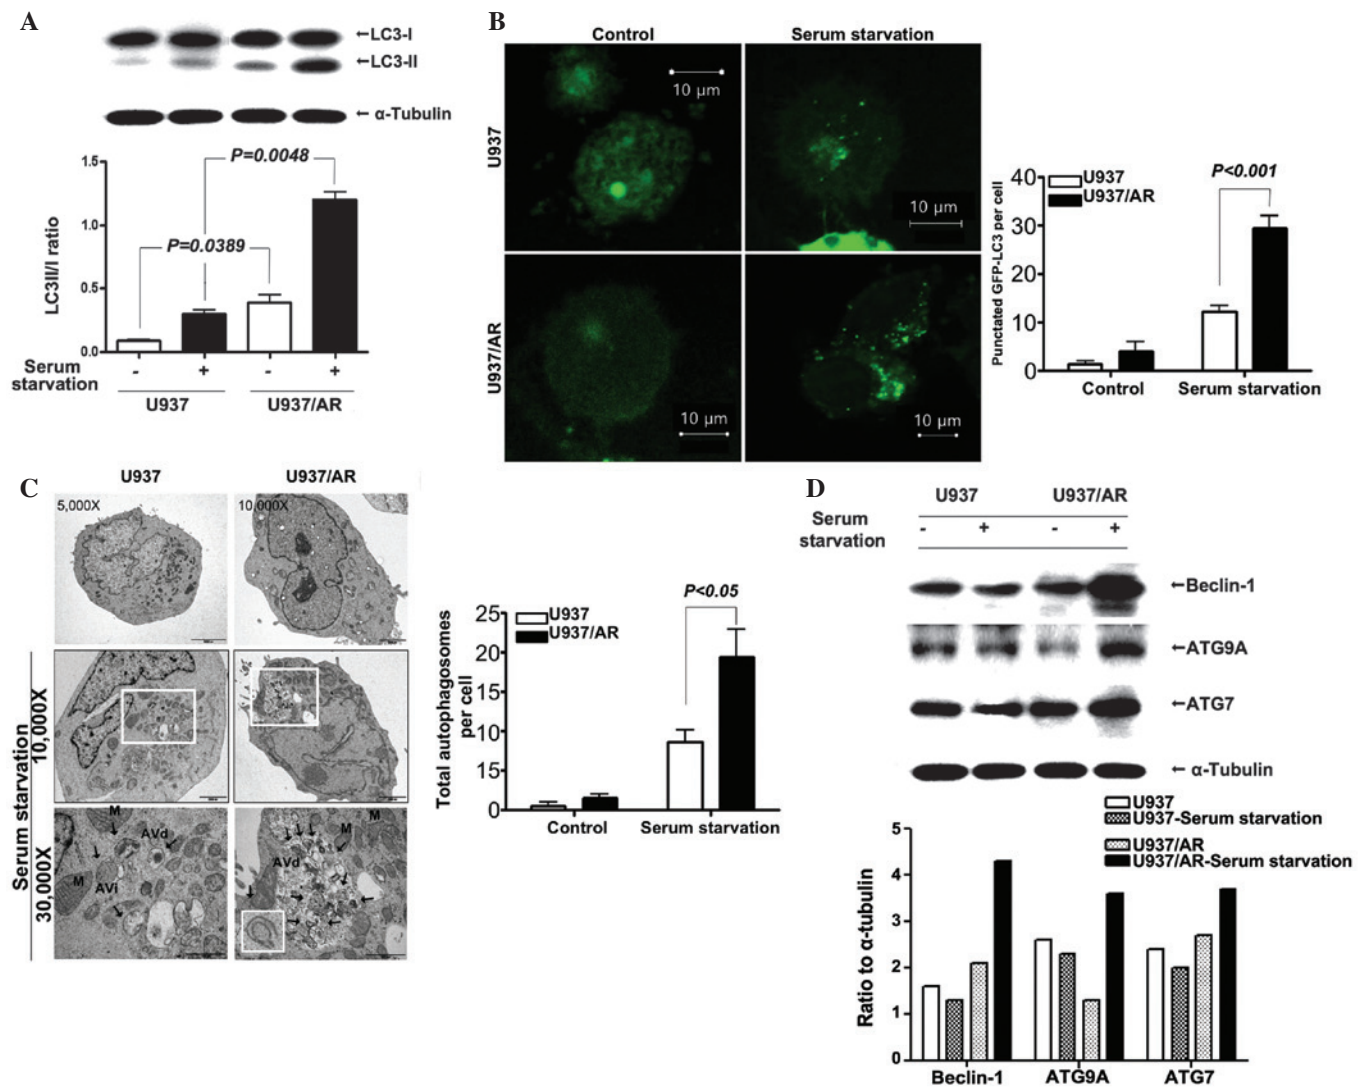 A
←LC3-I
←LC3-II
← α-Tubulin
P=0.0048
P=0.0389
LC3II/I ratio
1.5
1.0
0.5
0.0
Serum starvation
- + - +
U937 U937/AR
B
Control Serum starvation
U937
10 μm
10 μm
U937/AR
10 μm
10 μm
Punctated GFP-LC3 per cell
40
30
20
10
0
U937
U937/AR
P<0.001
Control Serum starvation
C
U937 U937/AR
5,000X 10,000X
Serum starvation
10,000X
30,000X
M
AVd
M
AVi
M
M
AVd
Total autophagosomes per cell
25
20
15
10
15
0
U937
U937/AR
P<0.05
Control Serum starvation
D
U937 U937/AR
Serum starvation
- + - +
←Beclin-1
←ATG9A
←ATG7
← α-Tubulin
U937
U937-Serum starvation
U937/AR
U937/AR-Serum starvation
Ratio to α-tubulin
5
4
3
2
1
0
Beclin-1 ATG9A ATG7